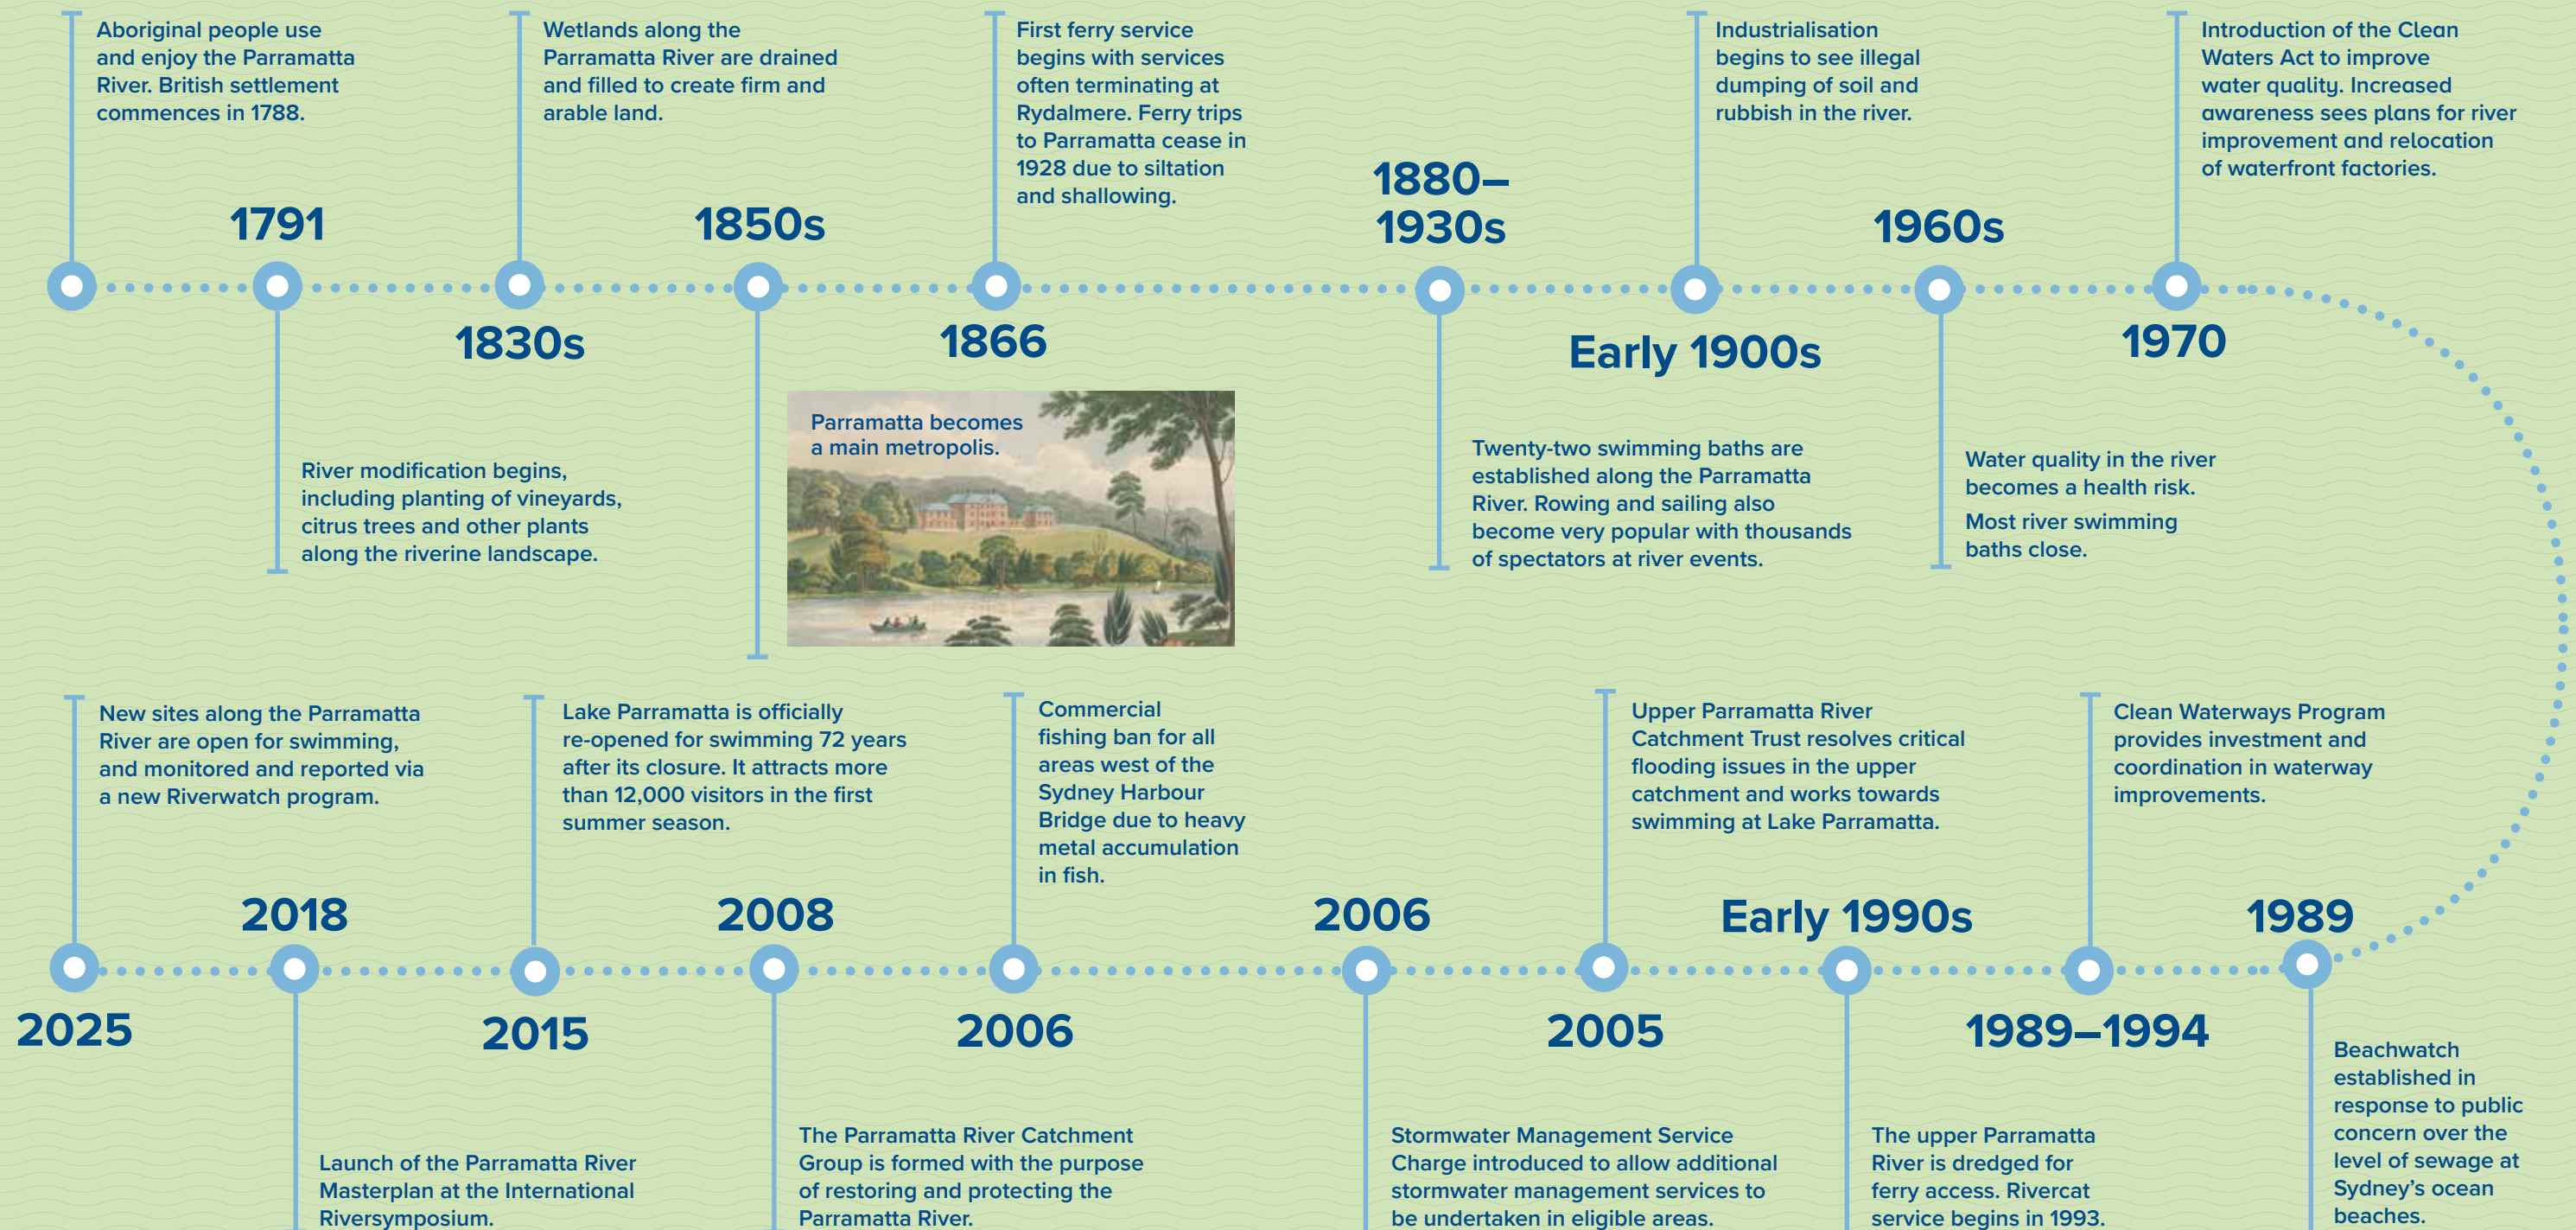 Aboriginal people use
and enjoy the Parramatta
River. British settlement
commences in 1788.
1791
River modification begins,
including planting of vineyards,
citrus trees and other plants
along the riverine landscape.
Wetlands along the
Parramatta River are drained
and filled to create firm and
arable land.
1830s
1850s
Parramatta becomes
a main metropolis.
First ferry service
begins with services
often terminating at
Rydalmere. Ferry trips
to Parramatta cease in
1928 due to siltation
and shallowing.
1866
1880–
1930s
Twenty-two swimming baths are
established along the Parramatta
River. Rowing and sailing also
become very popular with thousands
of spectators at river events.
Industrialisation
begins to see illegal
dumping of soil and
rubbish in the river.
Early 1900s
1960s
Water quality in the river
becomes a health risk.
Most river swimming
baths close.
Introduction of the Clean
Waters Act to improve
water quality. Increased
awareness sees plans for river
improvement and relocation
of waterfront factories.
1970
1989
Beachwatch
established in
response to public
concern over the
level of sewage at
Sydney's ocean
beaches.
Clean Waterways Program
provides investment and
coordination in waterway
improvements.
1989–1994
Early 1990s
The upper Parramatta
River is dredged for
ferry access. Rivercat
service begins in 1993.
Upper Parramatta River
Catchment Trust resolves critical
flooding issues in the upper
catchment and works towards
swimming at Lake Parramatta.
2005
2006
Stormwater Management Service
Charge introduced to allow additional
stormwater management services to
be undertaken in eligible areas.
Commercial
fishing ban for all
areas west of the
Sydney Harbour
Bridge due to heavy
metal accumulation
in fish.
2006
2008
The Parramatta River Catchment
Group is formed with the purpose
of restoring and protecting the
Parramatta River.
Lake Parramatta is officially
re-opened for swimming 72 years
after its closure. It attracts more
than 12,000 visitors in the first
summer season.
2015
2018
Launch of the Parramatta River
Masterplan at the International
Riversymposium.
New sites along the Parramatta
River are open for swimming,
and monitored and reported via
a new Riverwatch program.
2025